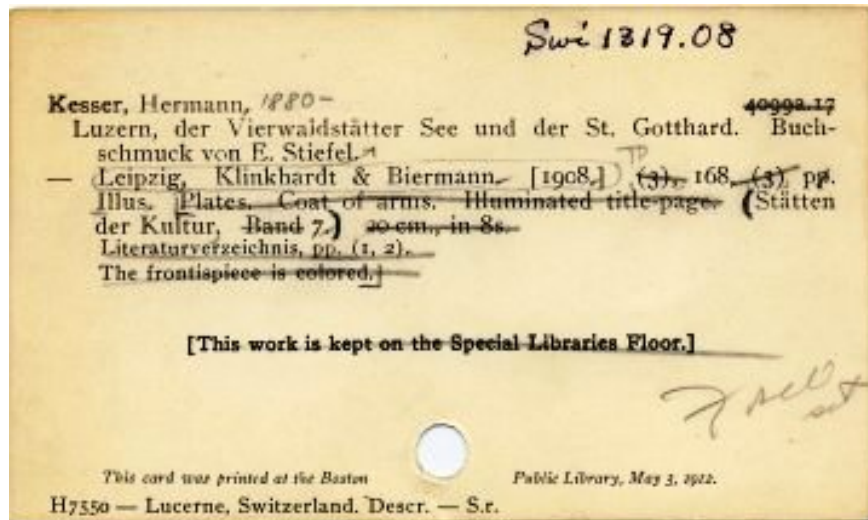 Swi 1319.08
Kesser, Hermann, 1880- 4099a.17
Luzern, der Vierwaldstätter See und der St. Gotthard. Buch-
schmuck von E. Stiefel.
— Leipzig, Klinkhardt & Biermann. [1908.] (3), 168, (3) pp.
Illus. Plates. Coat of arms. Illuminated title-page. (Stätten
der Kultur, Band 7.) 20 cm., in 8s.
Literaturverzeichnis, pp. (1, 2).
The frontispiece is colored.]
[This work is kept on the Special Libraries Floor.]
This card was printed at the Boston Public Library, May 3, 1912.
H7550 — Lucerne, Switzerland. Descr. — S.r.